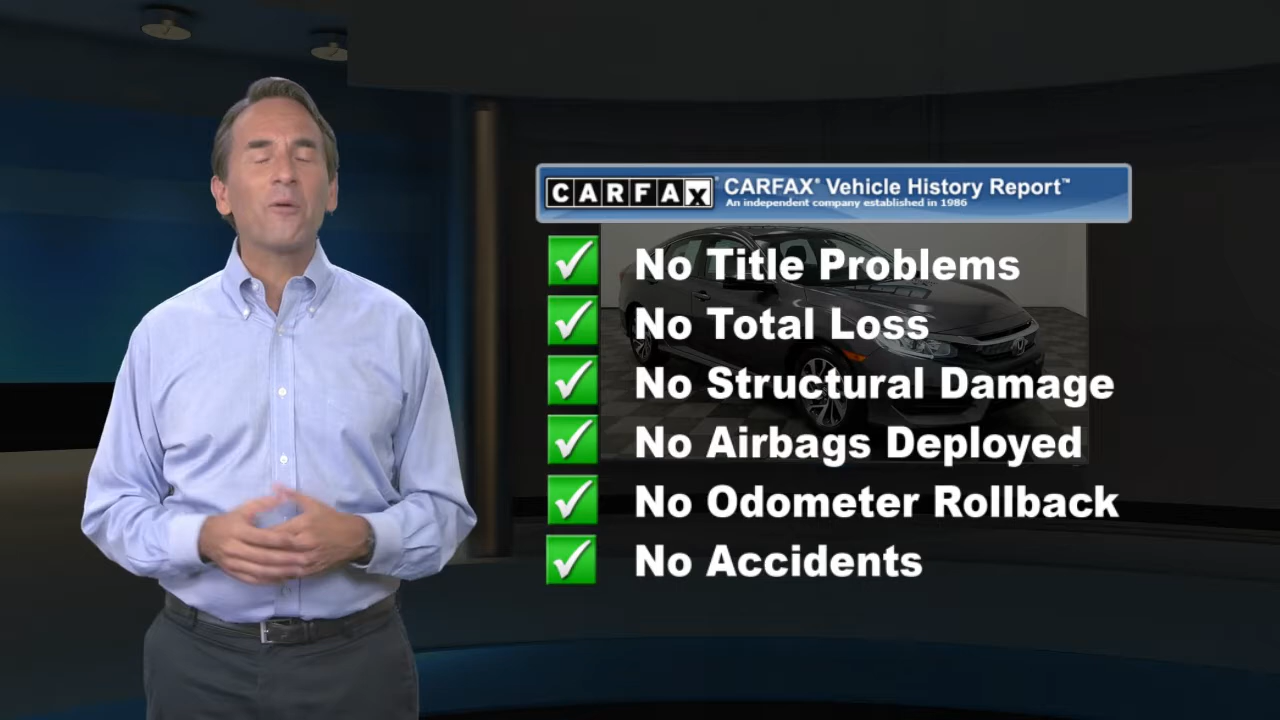 CARFAX® CARFAX® Vehicle History Report™
An independent company established in 1986
No Title Problems
No Total Loss
No Structural Damage
No Airbags Deployed
No Odometer Rollback
No Accidents